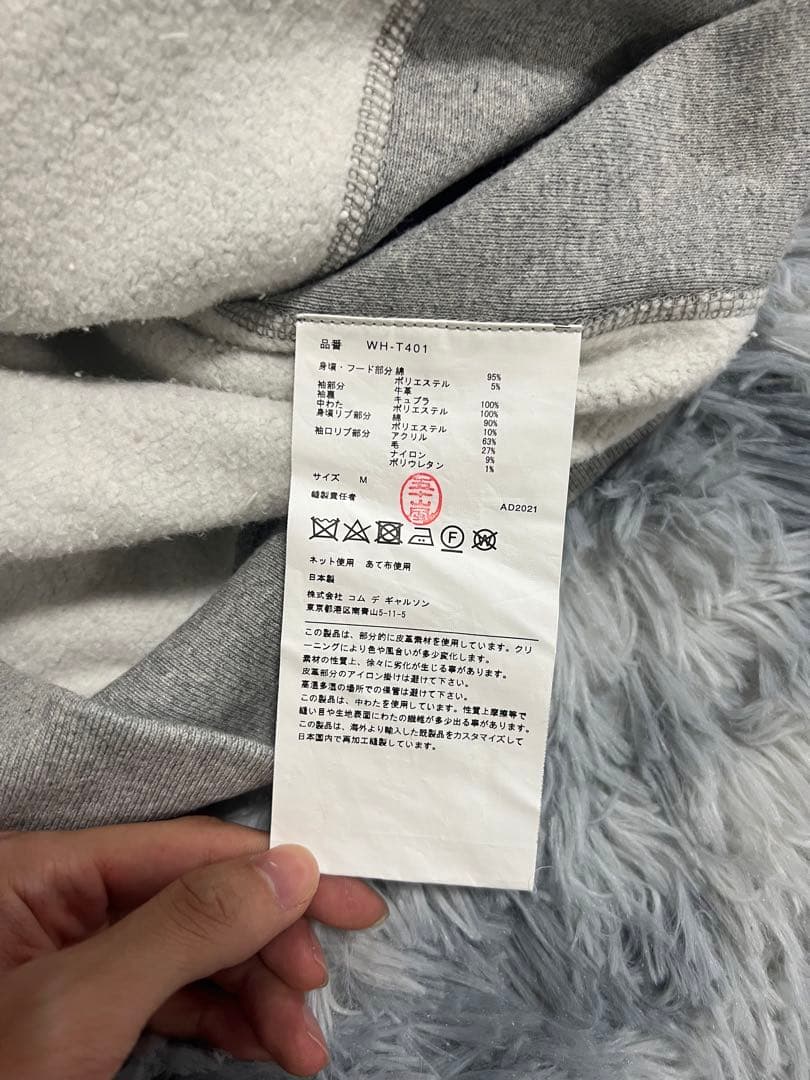 品番 WH-T401
身頃・フード部分 綿 95%
ポリエステル 5%
袖部分 牛革
袖裏 キュプラ 100%
中わた ポリエステル 100%
身頃リブ部分 綿 90%
ポリエステル 10%
袖口リブ部分 アクリル 63%
毛 27%
ナイロン 9%
ポリウレタン 1%
サイズ M
縫製責任者
AD2021
F
W
ネット使用 あて布使用
日本製
株式会社 コム デ ギャルソン
東京都港区南青山5-11-5
この製品は、部分的に皮革素材を使用しています。クリ
ーニングにより色や風合いが多少変化します。
素材の性質上、徐々に劣化が生じる事があります。
皮革部分のアイロン掛けは避けて下さい。
高温多湿の場所での保管は避けて下さい。
この製品は、中わたを使用しています。性質上摩擦等で
縫い目や生地表面にわたの繊維が多少出る事があります。
この製品は、海外より輸入した既製品をカスタマイズして
日本国内で再加工縫製しています。